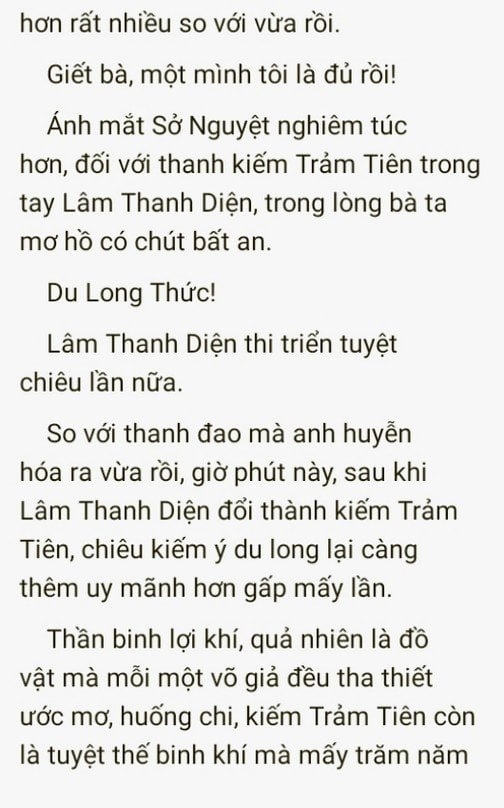 hơn rất nhiều so với vừa rồi.
Giết bà, một mình tôi là đủ rồi!
Ánh mắt Sở Nguyệt nghiêm túc
hơn, đối với thanh kiếm Trảm Tiên trong
tay Lâm Thanh Diện, trong lòng bà ta
mơ hồ có chút bất an.
Du Long Thức!
Lâm Thanh Diện thi triển tuyệt
chiêu lần nữa.
So với thanh đao mà anh huyễn
hóa ra vừa rồi, giờ phút này, sau khi
Lâm Thanh Diện đổi thành kiếm Trảm
Tiên, chiêu kiếm ý du long lại càng
thêm uy mãnh hơn gấp mấy lần.
Thần binh lợi khí, quả nhiên là đồ
vật mà mỗi một võ giả đều tha thiết
ước mơ, huống chi, kiếm Trảm Tiên còn
là tuyệt thế binh khí mà mấy trăm năm